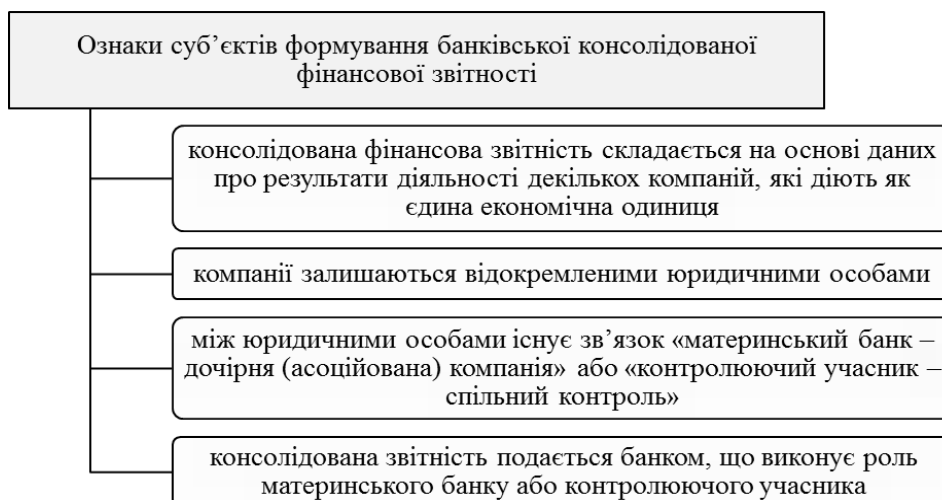 Ознаки суб’єктів формування банківської консолідованої
фінансової звітності
консолідована фінансова звітність складається на основі даних
про результати діяльності декількох компаній, які діють як
єдина економічна одиниця
компанії залишаються відокремленими юридичними особами
між юридичними особами існує зв’язок «материнський банк –
дочірня (асоційована) компанія» або «контролюючий учасник –
спільний контроль»
консолідована звітність подається банком, що виконує роль
материнського банку або контролюючого учасника